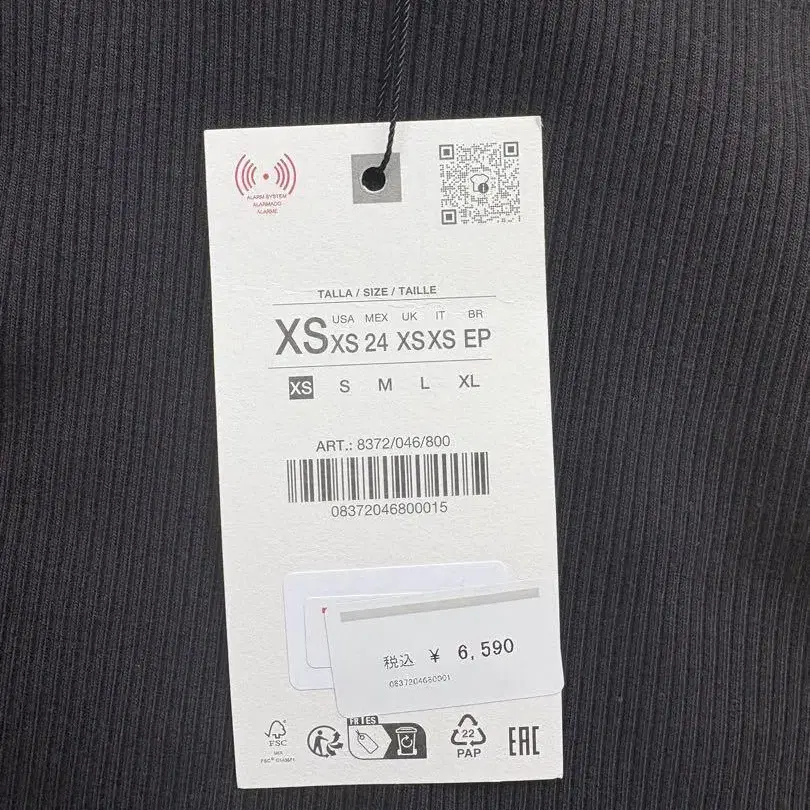 ALARM SYSTEM
ALARMADO
ALARME
TALLA / SIZE / TAILLE
USA MEX UK IT BR
XS XS 24 XS XS EP
XS S M L XL
ART.: 8372/046/800
08372046800015
税込 ¥ 6,590
FR ES
FSC
MIX
22
PAP
EAC